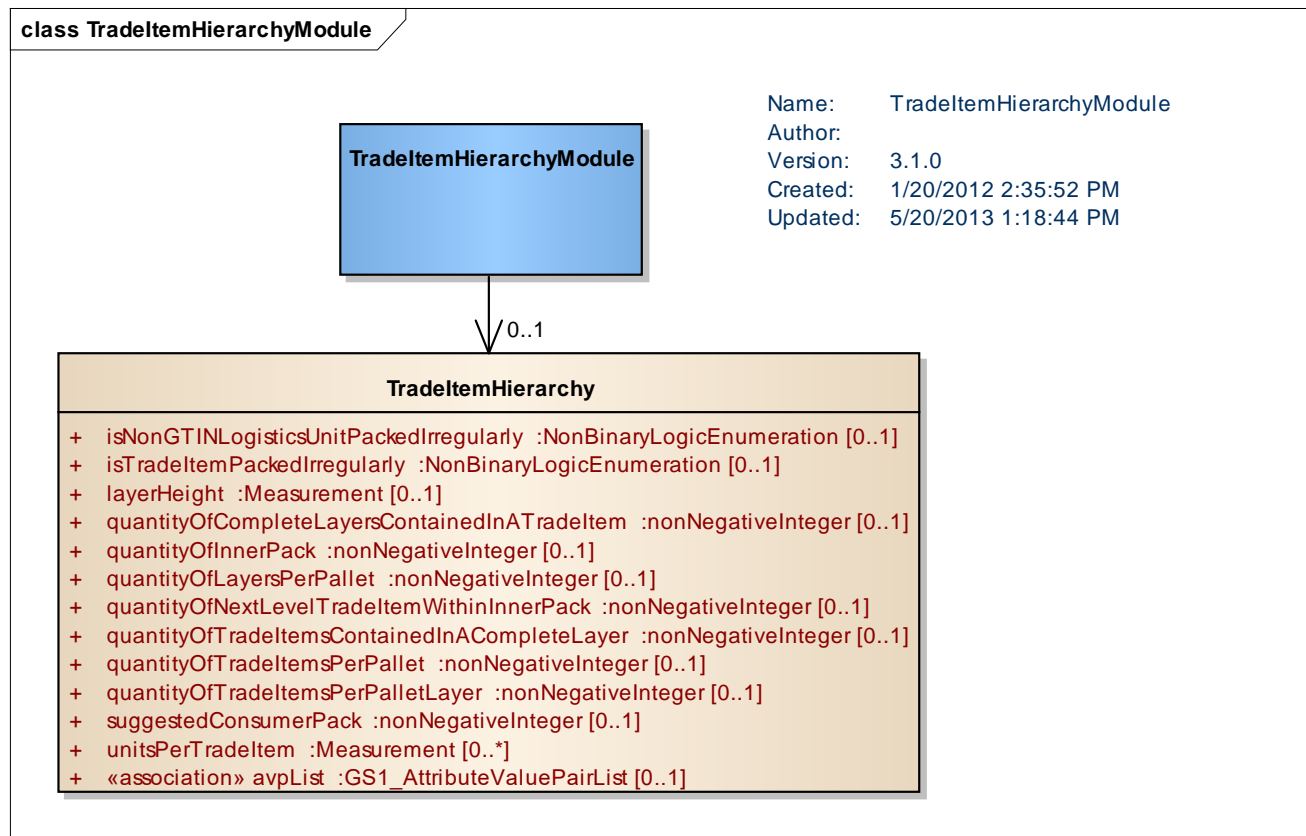 class TradeItemHierarchyModule
Name: TradeItemHierarchyModule
Author:
Version: 3.1.0
Created: 1/20/2012 2:35:52 PM
Updated: 5/20/2013 1:18:44 PM
TradeItemHierarchyModule
0..1
TradeItemHierarchy
+ isNonGTINLogisticsUnitPackedIrregularly :NonBinaryLogicEnumeration [0..1]
+ isTradeItemPackedIrregularly :NonBinaryLogicEnumeration [0..1]
+ layerHeight :Measurement [0..1]
+ quantityOfCompleteLayersContainedInATradeItem :nonNegativeInteger [0..1]
+ quantityOfInnerPack :nonNegativeInteger [0..1]
+ quantityOfLayersPerPallet :nonNegativeInteger [0..1]
+ quantityOfNextLevelTradeItemWithinInnerPack :nonNegativeInteger [0..1]
+ quantityOfTradeItemsContainedInACompleteLayer :nonNegativeInteger [0..1]
+ quantityOfTradeItemsPerPallet :nonNegativeInteger [0..1]
+ quantityOfTradeItemsPerPalletLayer :nonNegativeInteger [0..1]
+ suggestedConsumerPack :nonNegativeInteger [0..1]
+ unitsPerTradeItem :Measurement [0..*]
+ «association» avpList :GS1_AttributeValuePairList [0..1]